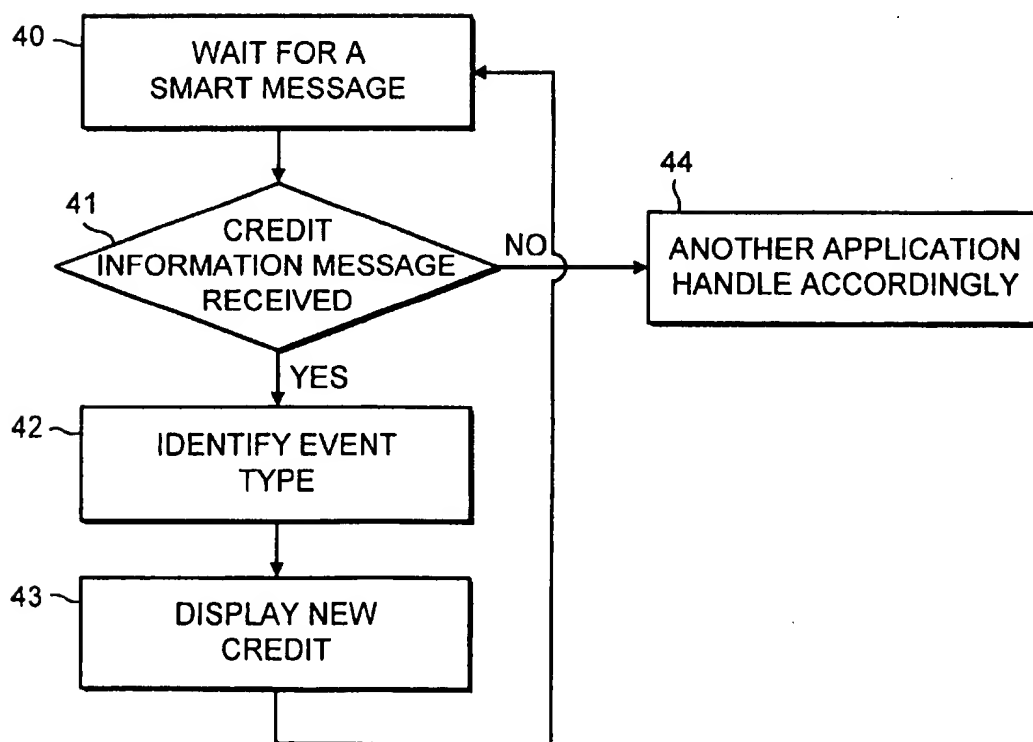 40
WAIT FOR A
SMART MESSAGE
41
CREDIT
INFORMATION MESSAGE
RECEIVED
NO
44
ANOTHER APPLICATION
HANDLE ACCORDINGLY
YES
42
IDENTIFY EVENT
TYPE
43
DISPLAY NEW
CREDIT